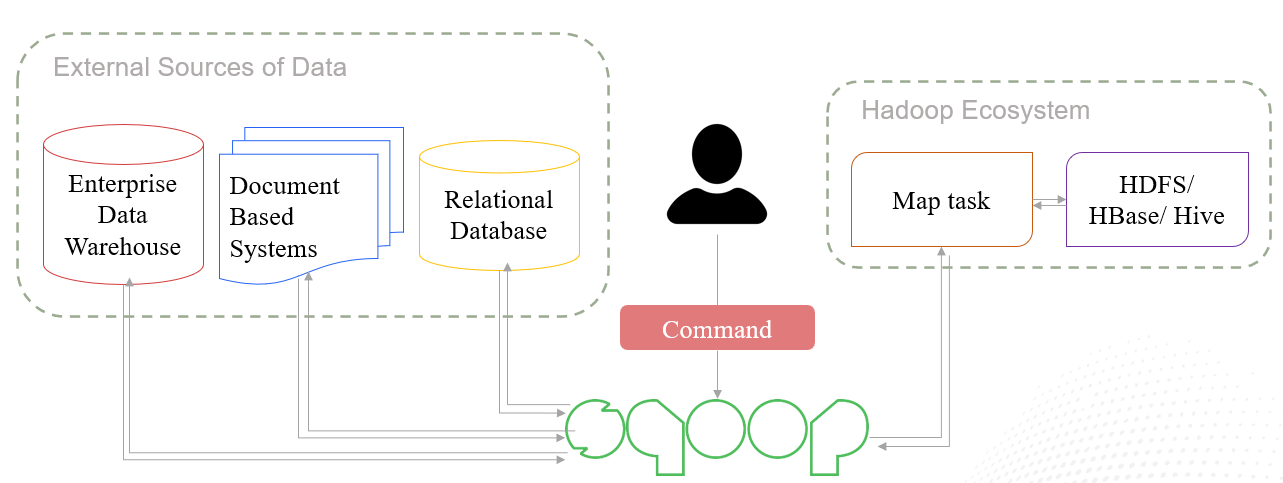 External Sources of Data
Hadoop Ecosystem
Enterprise
Data
Warehouse
Document
Based
Systems
Relational
Database
Map task
HDFS/
HBase/ Hive
Command
sqoop